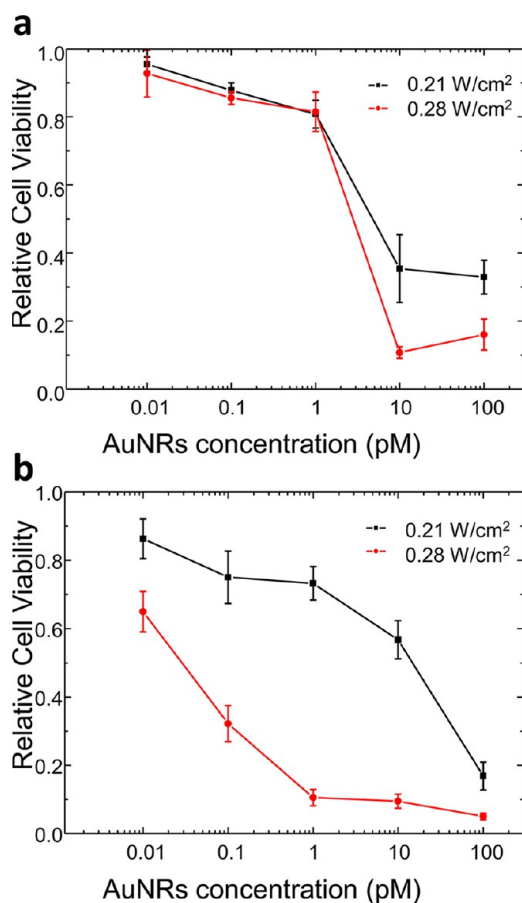 a
1.0
0.8
0.6
0.4
0.2
0.0
Relative Cell Viability
0.21 W/cm²
0.28 W/cm²
0.01 0.1 1 10 100
AuNRs concentration (pM)
b
1.0
0.8
0.6
0.4
0.2
0.0
Relative Cell Viability
0.21 W/cm²
0.28 W/cm²
0.01 0.1 1 10 100
AuNRs concentration (pM)